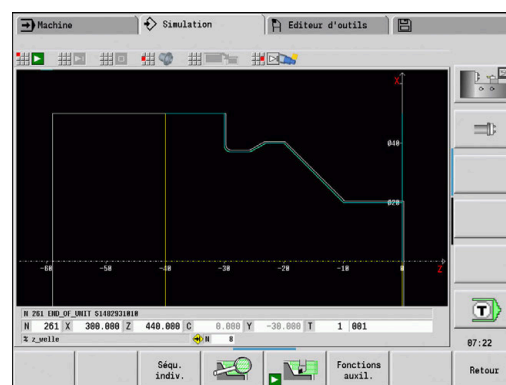 Machine
Simulation
Editeur d'outils
X
Ø40
Ø20
-60 -50 -40 -30 -20 -10 0 Z
N 261 END_OF_UNIT 51402931010
N 261 X 300.000 Z 440.000 C 0.000 Y -30.000 T 1 001
% z_welle N 8
07:22
Séqu. indiv.
Fonctions auxil.
Retour